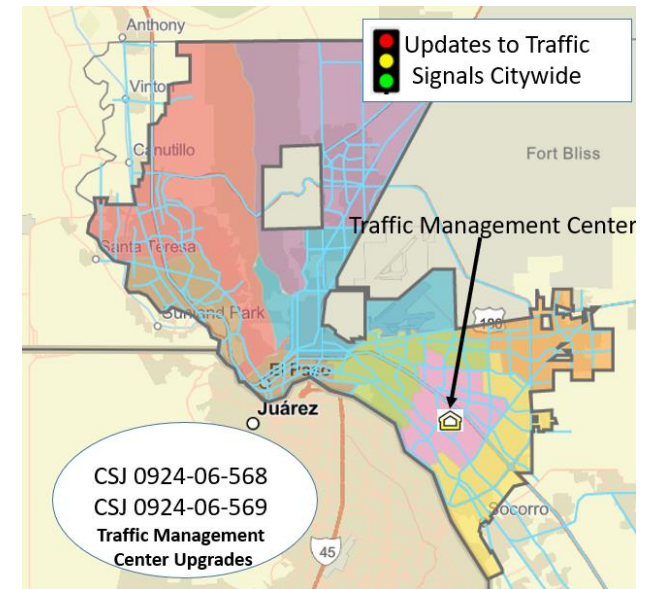 Anthony
Updates to Traffic
Signals Citywide
Vinton
Canutillo
Fort Bliss
Traffic Management Center
Santa Teresa
Sunland Park
180
El Paso
Juárez
CSJ 0924-06-568
CSJ 0924-06-569
Traffic Management
Center Upgrades
Socorro
45